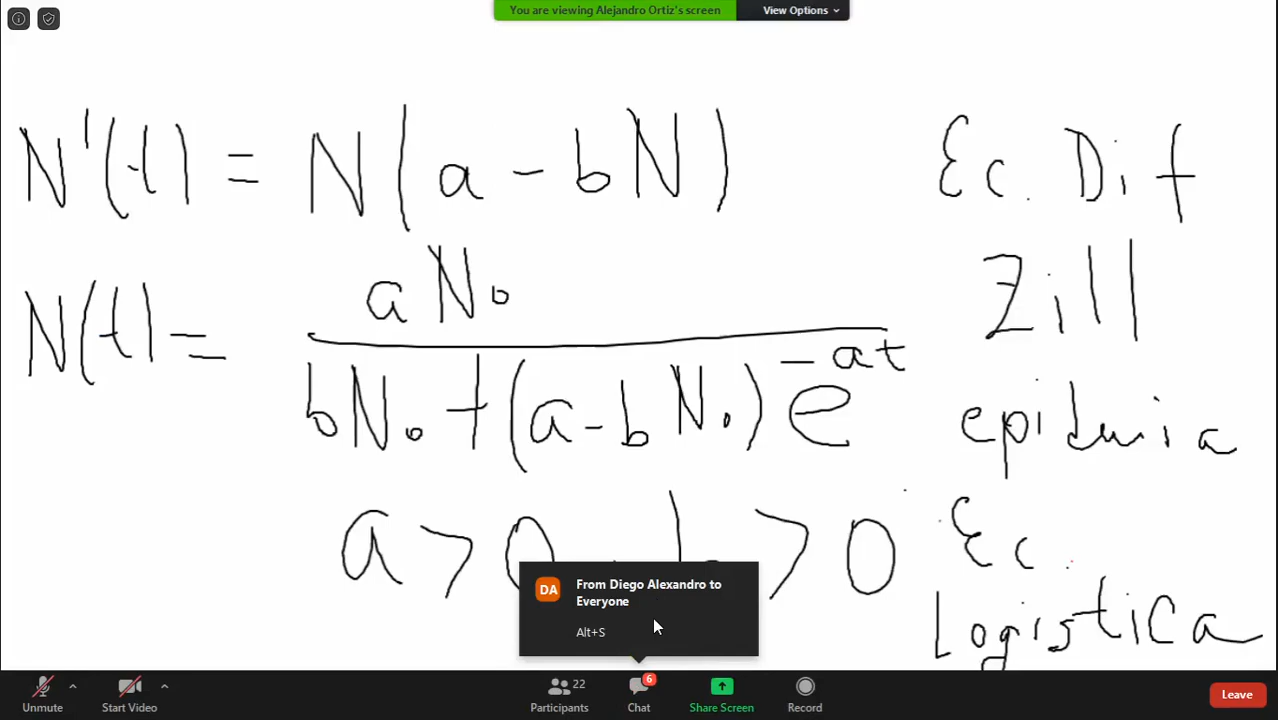 You are viewing Alejandro Ortiz's screen View Options
N'(t) = N(a - bN)
Ec. Dif
N(t) = aN₀ / bN₀ + (a - bN₀) e^-at
Zill
epidemia
a > 0 , b > 0
Ec.
Logistica
DA
From Diego Alexandro to
Everyone
Alt+S
Unmute
Start Video
22
Participants
6
Chat
Share Screen
Record
Leave